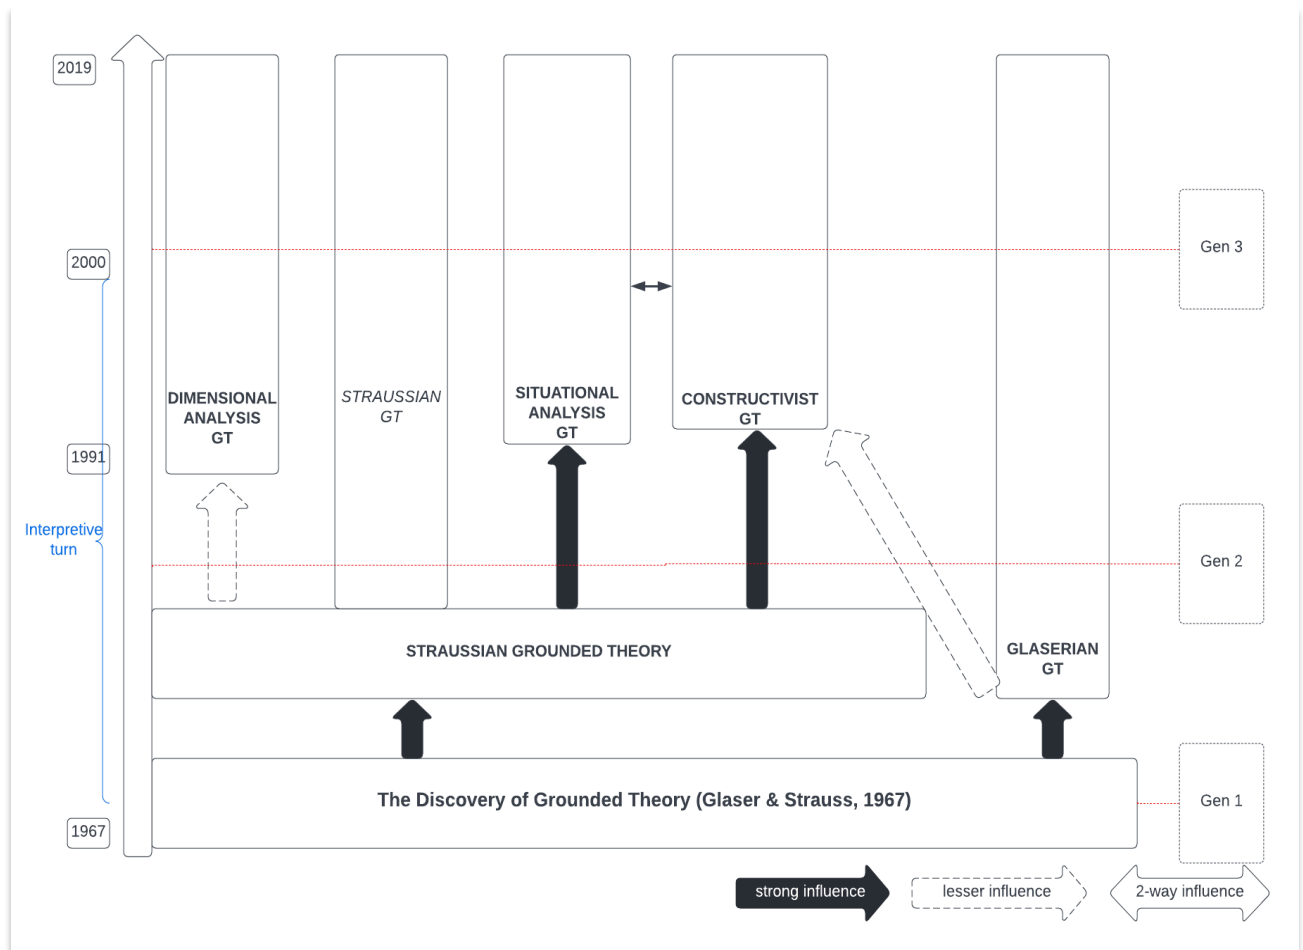 2019
2000
1991
Interpretive
turn
1967
DIMENSIONAL
ANALYSIS
GT
STRAUSSIAN
GT
SITUATIONAL
ANALYSIS
GT
CONSTRUCTIVIST
GT
GLASERIAN
GT
STRAUSSIAN GROUNDED THEORY
The Discovery of Grounded Theory (Glaser & Strauss, 1967)
Gen 3
Gen 2
Gen 1
strong influence
lesser influence
2-way influence